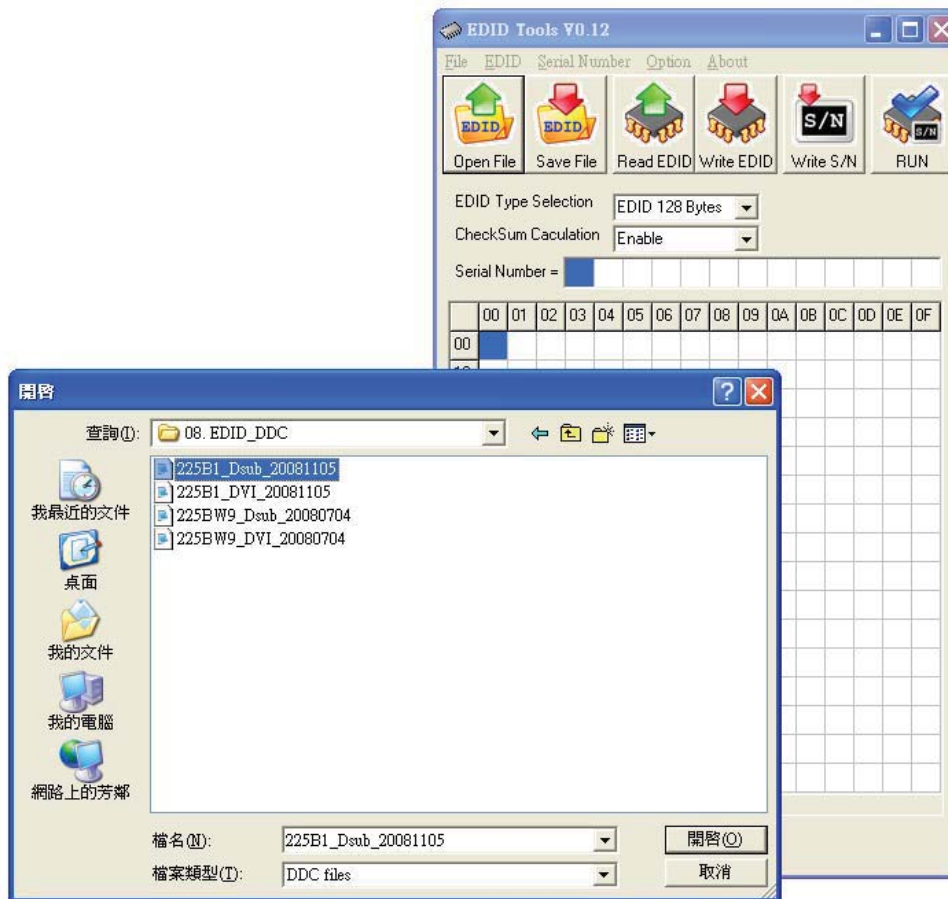 EDID Tools V0.12
File EDID Serial Number Option About
EDID EDID S/N S/N
Open File Save File Read EDID Write EDID Write S/N RUN
EDID Type Selection EDID 128 Bytes
CheckSum Caculation Enable
Serial Number =
00 01 02 03 04 05 06 07 08 09 0A 0B 0C 0D 0E 0F
00
開啓
查詢(I): 08. EDID_DDC
225B1_Dsub_20081105
225B1_DVI_20081105
225BW9_Dsub_20080704
225BW9_DVI_20080704
我最近的文件
桌面
我的文件
我的電腦
網路上的芳鄰
檔名(N): 225B1_Dsub_20081105 開啓(O)
檔案類型(T): DDC files 取消